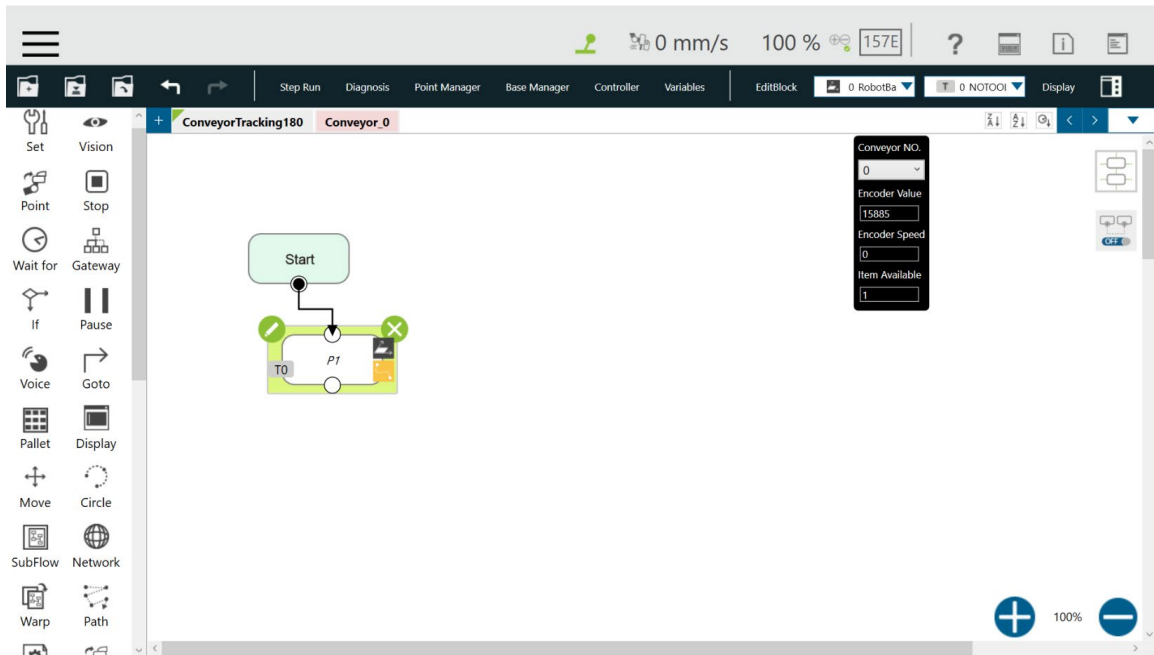 0 mm/s 100 % 157E ?
Step Run Diagnosis Point Manager Base Manager Controller Variables EditBlock 0 RobotBa T 0 NOTOOL Display
Set Vision + ConveyorTracking180 Conveyor_0
Conveyor NO.
0
Encoder Value
15885
Encoder Speed
0
Item Available
1
OFF
Point Stop
Wait for Gateway
If Pause
Voice Goto
Pallet Display
Move Circle
SubFlow Network
Warp Path
Start
T0 P1
100%